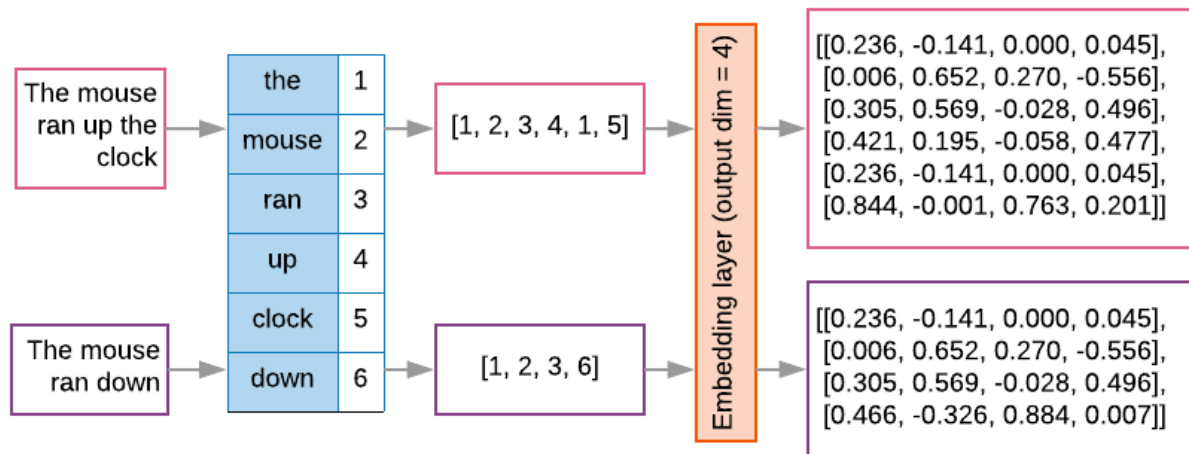 The mouse
ran up the
clock
the 1
mouse 2
ran 3
up 4
clock 5
down 6
[1, 2, 3, 4, 1, 5]
Embedding layer (output dim = 4)
[[0.236, -0.141, 0.000, 0.045],
[0.006, 0.652, 0.270, -0.556],
[0.305, 0.569, -0.028, 0.496],
[0.421, 0.195, -0.058, 0.477],
[0.236, -0.141, 0.000, 0.045],
[0.844, -0.001, 0.763, 0.201]]
The mouse
ran down
[1, 2, 3, 6]
[[0.236, -0.141, 0.000, 0.045],
[0.006, 0.652, 0.270, -0.556],
[0.305, 0.569, -0.028, 0.496],
[0.466, -0.326, 0.884, 0.007]]